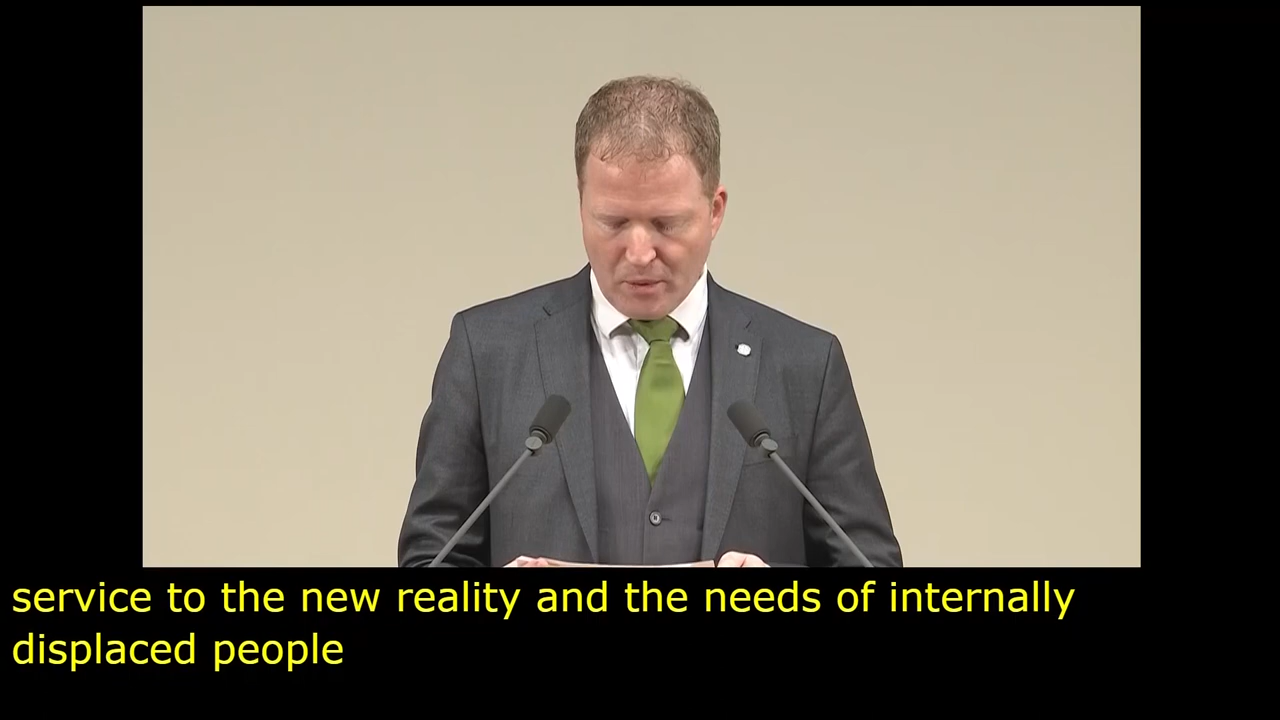 service to the new reality and the needs of internally
displaced people